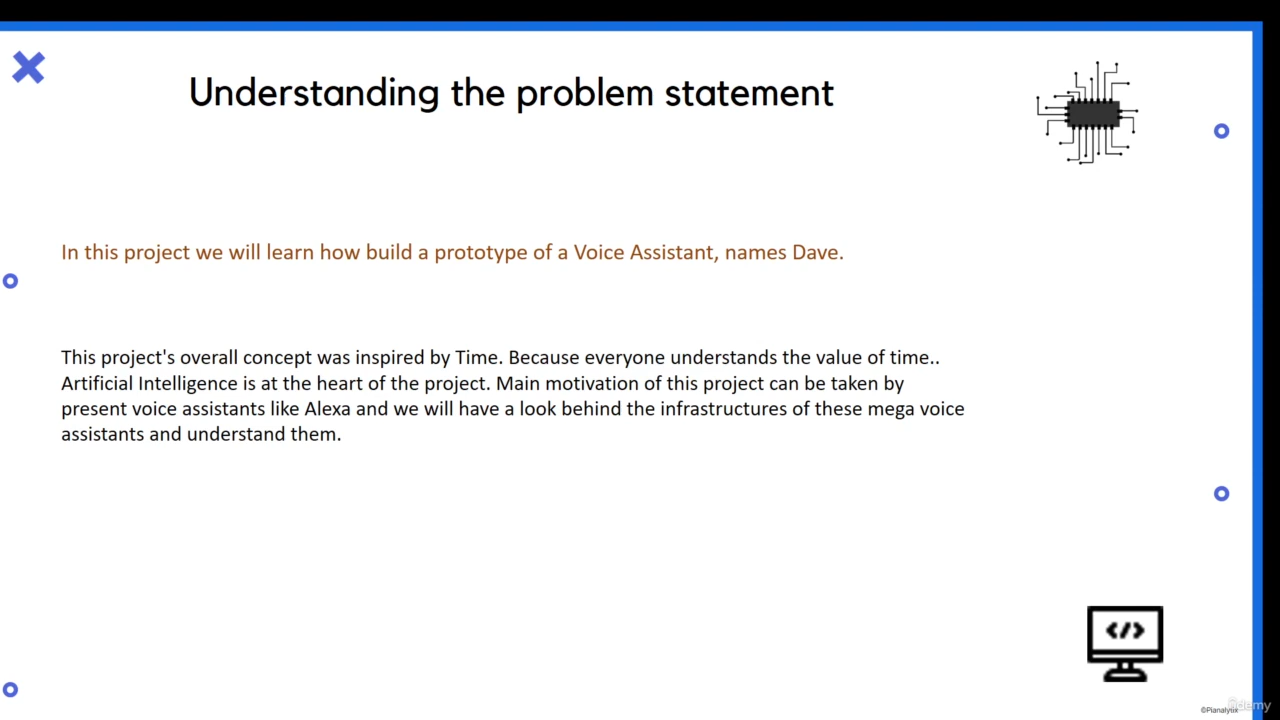 Understanding the problem statement
In this project we will learn how build a prototype of a Voice Assistant, names Dave.
This project's overall concept was inspired by Time. Because everyone understands the value of time..
Artificial Intelligence is at the heart of the project. Main motivation of this project can be taken by
present voice assistants like Alexa and we will have a look behind the infrastructures of these mega voice
assistants and understand them.
</>
©Pianalytix
ûdemy